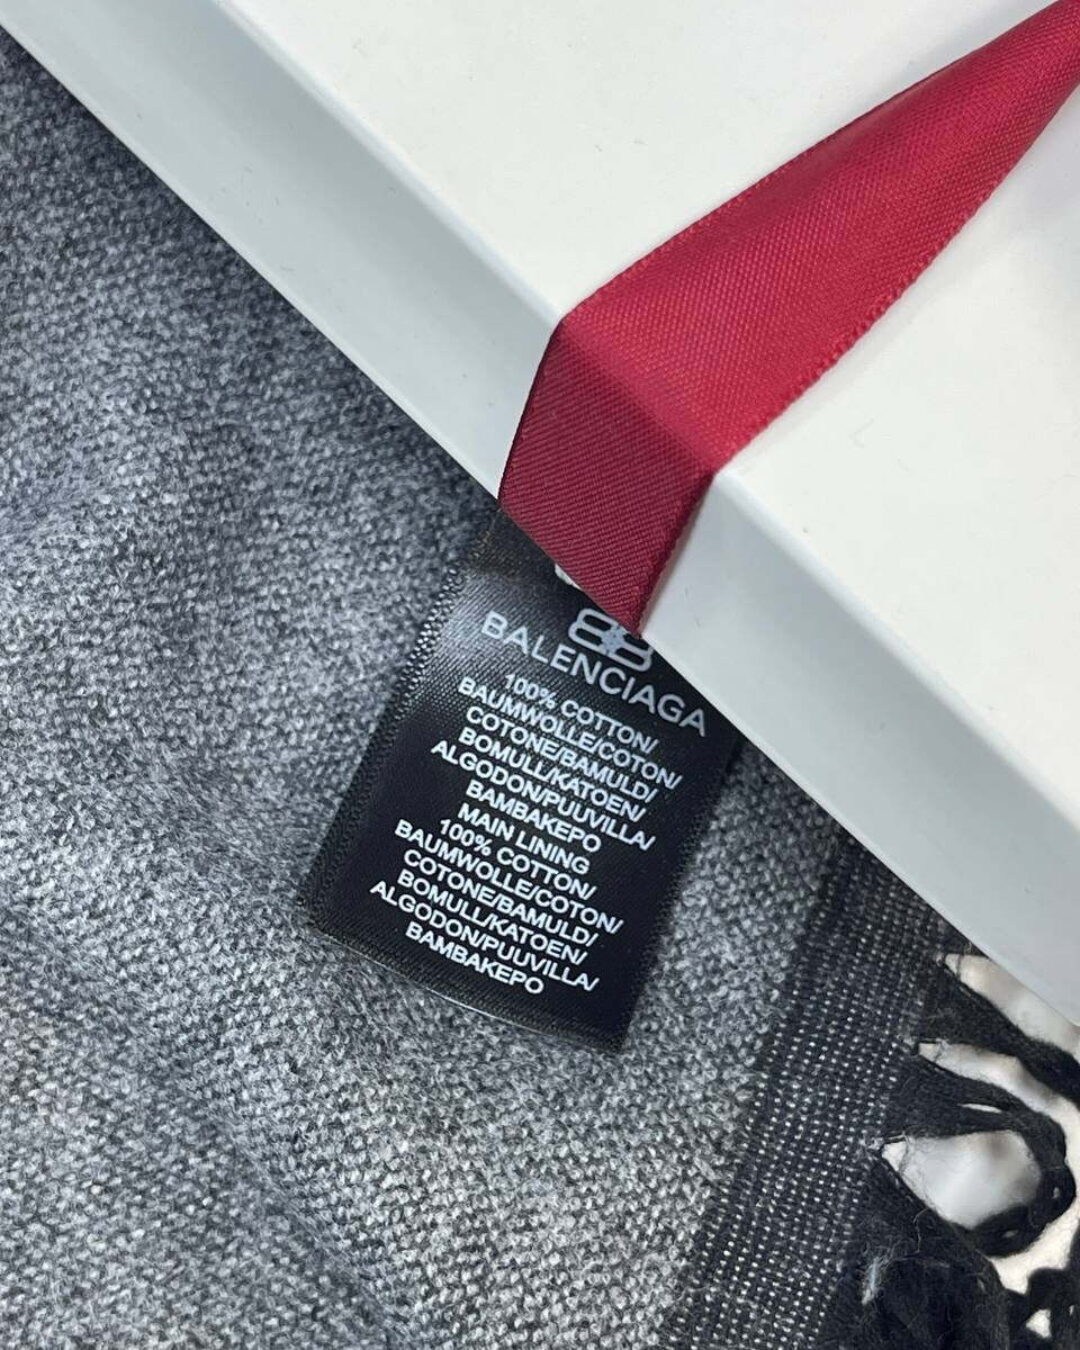 BB
BALENCIAGA
100% COTTON/
BAUMWOLLE/COTON/
COTONE/BAMULD/
BOMULL/KATOEN/
ALGODON/PUUVILLA/
BAMBAKEPO
MAIN LINING
100% COTTON/
BAUMWOLLE/COTON/
COTONE/BAMULD/
BOMULL/KATOEN/
ALGODON/PUUVILLA/
BAMBAKEPO